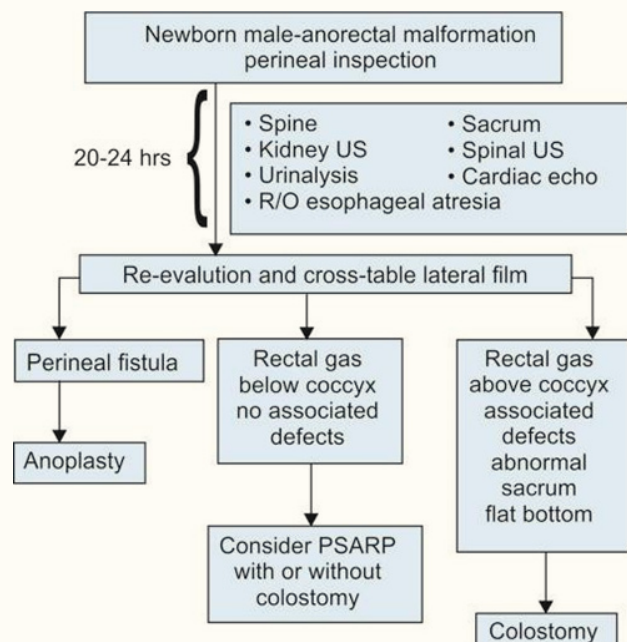 Newborn male-anorectal malformation
perineal inspection
20-24 hrs
• Spine
• Kidney US
• Urinalysis
• R/O esophageal atresia
• Sacrum
• Spinal US
• Cardiac echo
Re-evalution and cross-table lateral film
Perineal fistula
Anoplasty
Rectal gas
below coccyx
no associated
defects
Consider PSARP
with or without
colostomy
Rectal gas
above coccyx
associated
defects
abnormal
sacrum
flat bottom
Colostomy